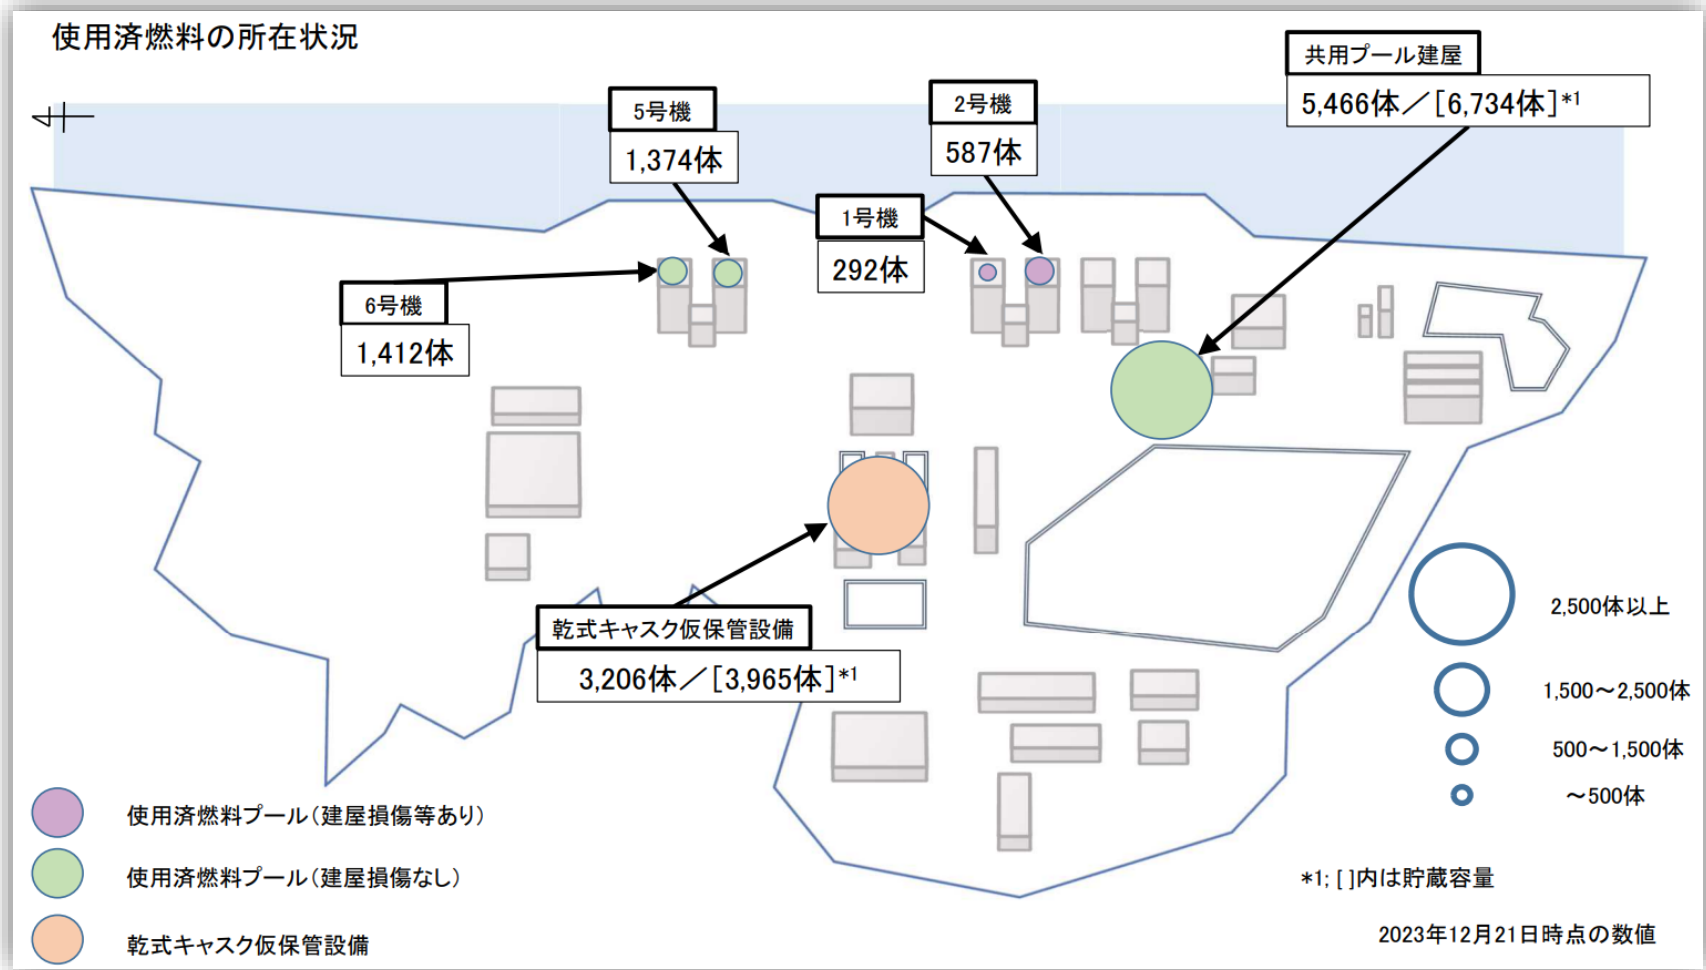 使用済燃料の所在状況
共用プール建屋
5,466体／[6,734体]*1
5号機
1,374体
2号機
587体
1号機
292体
6号機
1,412体
乾式キャスク仮保管設備
3,206体／[3,965体]*1
2,500体以上
1,500～2,500体
500～1,500体
～500体
使用済燃料プール（建屋損傷等あり）
使用済燃料プール（建屋損傷なし）
乾式キャスク仮保管設備
*1; [ ]内は貯蔵容量
2023年12月21日時点の数値